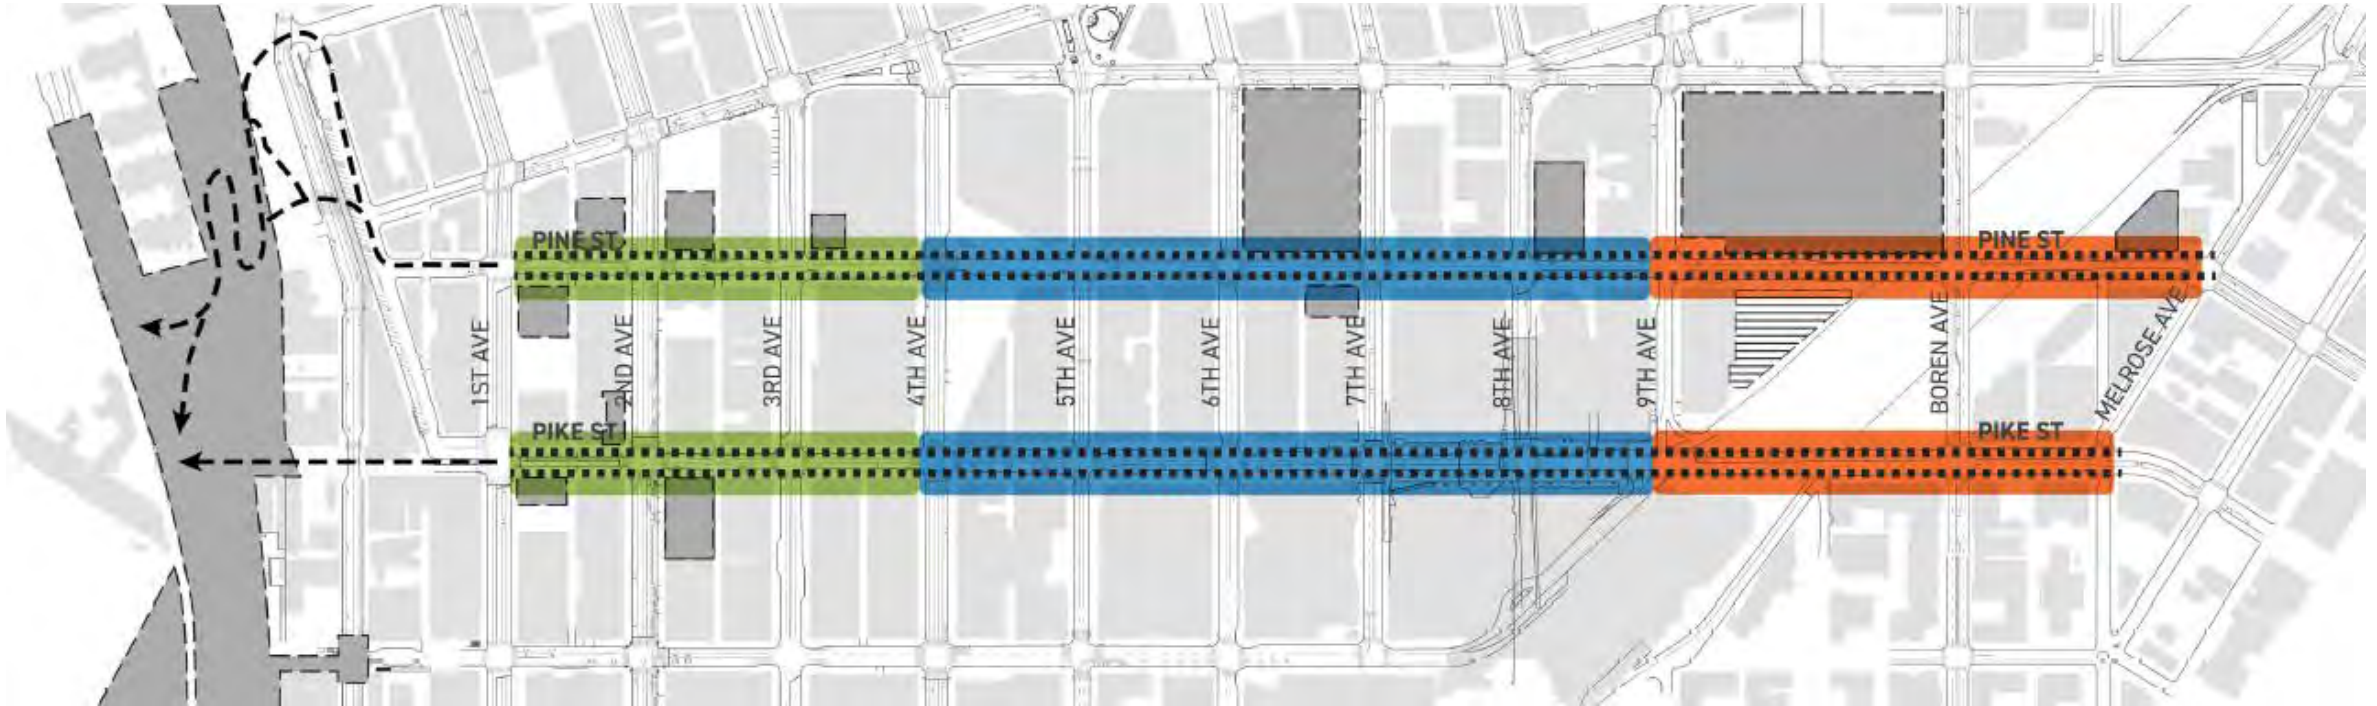 PINE ST.
PINE ST
1ST AVE
2ND AVE
3RD AVE
4TH AVE
5TH AVE
6TH AVE
7TH AVE
8TH AVE
9TH AVE
BOREN AVE
MELROSE AVE
PIKE ST.
PIKE ST